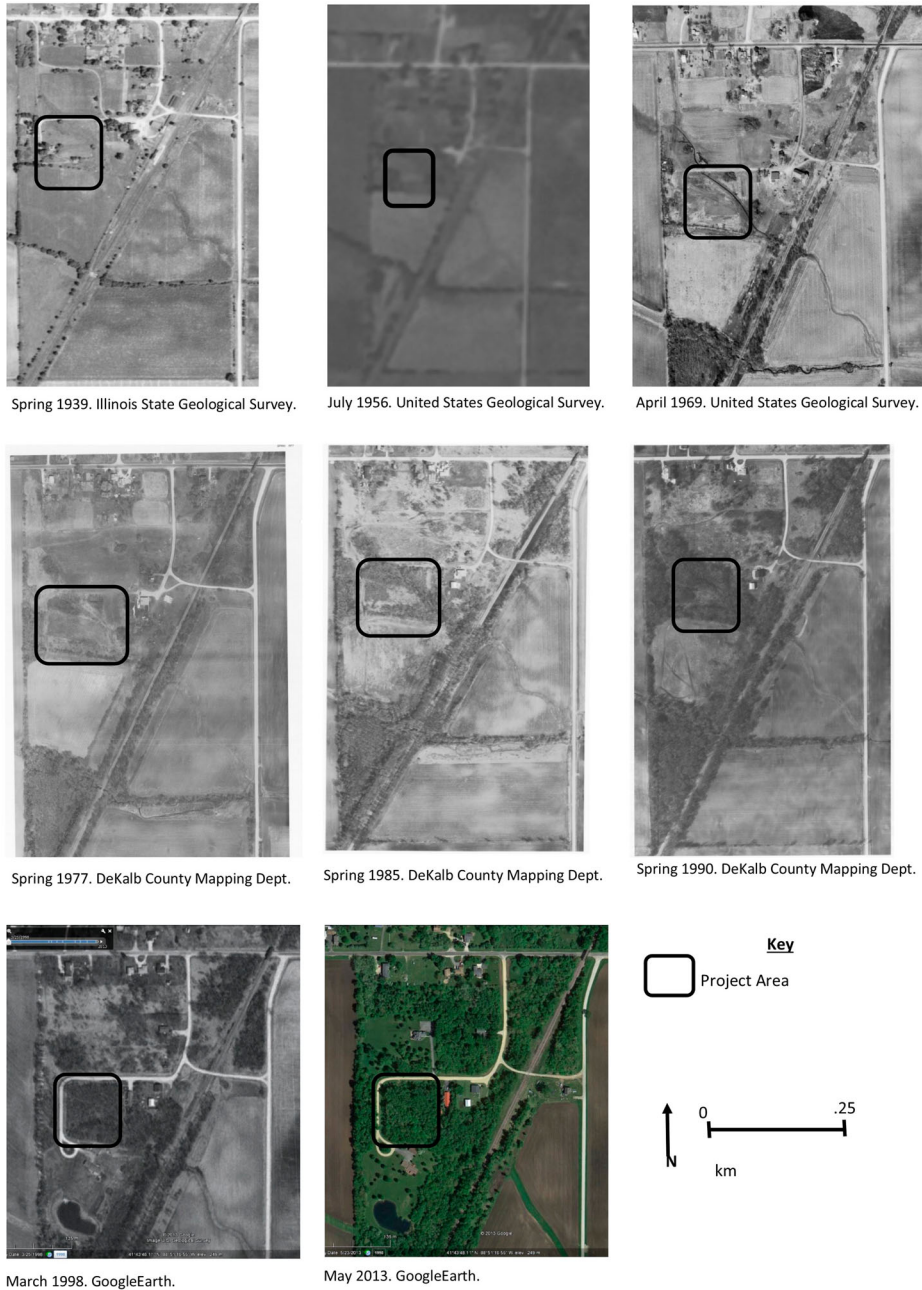 Spring 1939. Illinois State Geological Survey.
July 1956. United States Geological Survey.
April 1969. United States Geological Survey.
Spring 1977. DeKalb County Mapping Dept.
Spring 1985. DeKalb County Mapping Dept.
Spring 1990. DeKalb County Mapping Dept.
© 2013 Google
March 1998. GoogleEarth.
May 2013. GoogleEarth.
Key
Project Area
0 .25
N
km